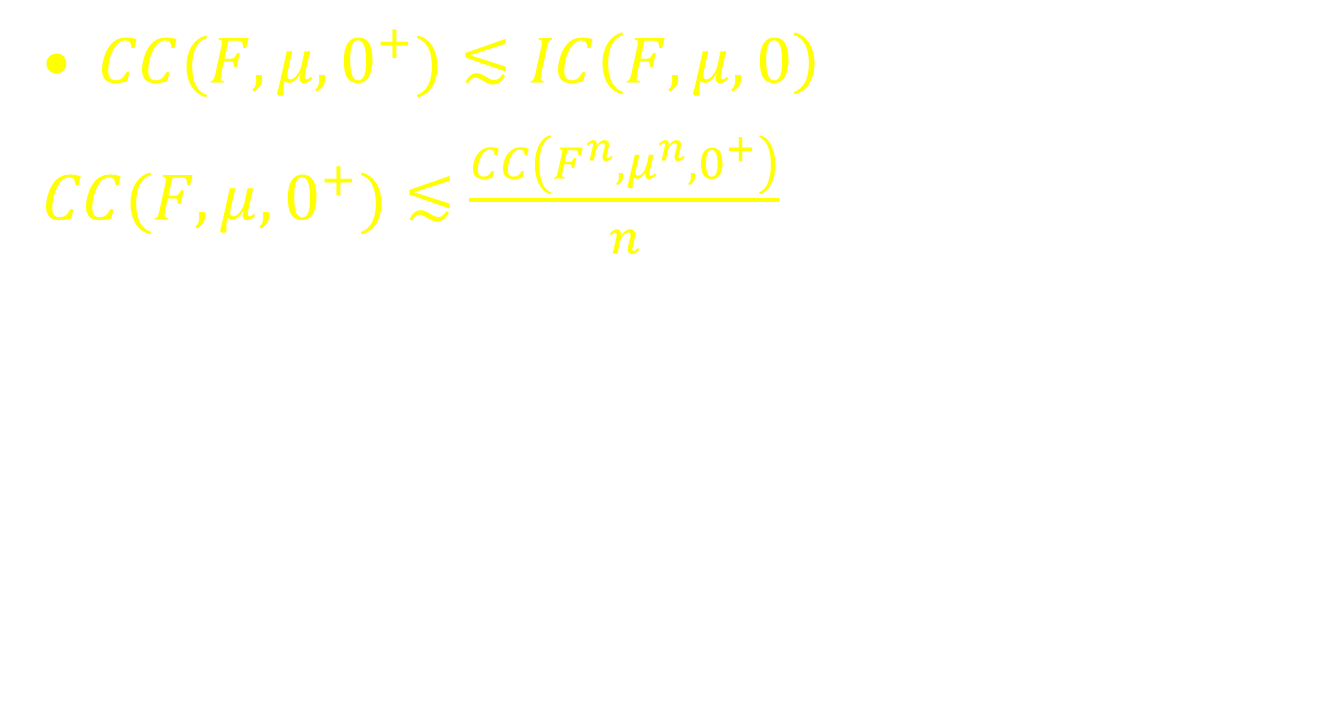 • 𝐶𝐶(𝐹, 𝜇, 0⁺) ⪅ 𝐼𝐶(𝐹, 𝜇, 0)
𝐶𝐶(𝐹, 𝜇, 0⁺) ⪅ 𝐶𝐶(𝐹ⁿ,𝜇ⁿ,0⁺)/𝑛